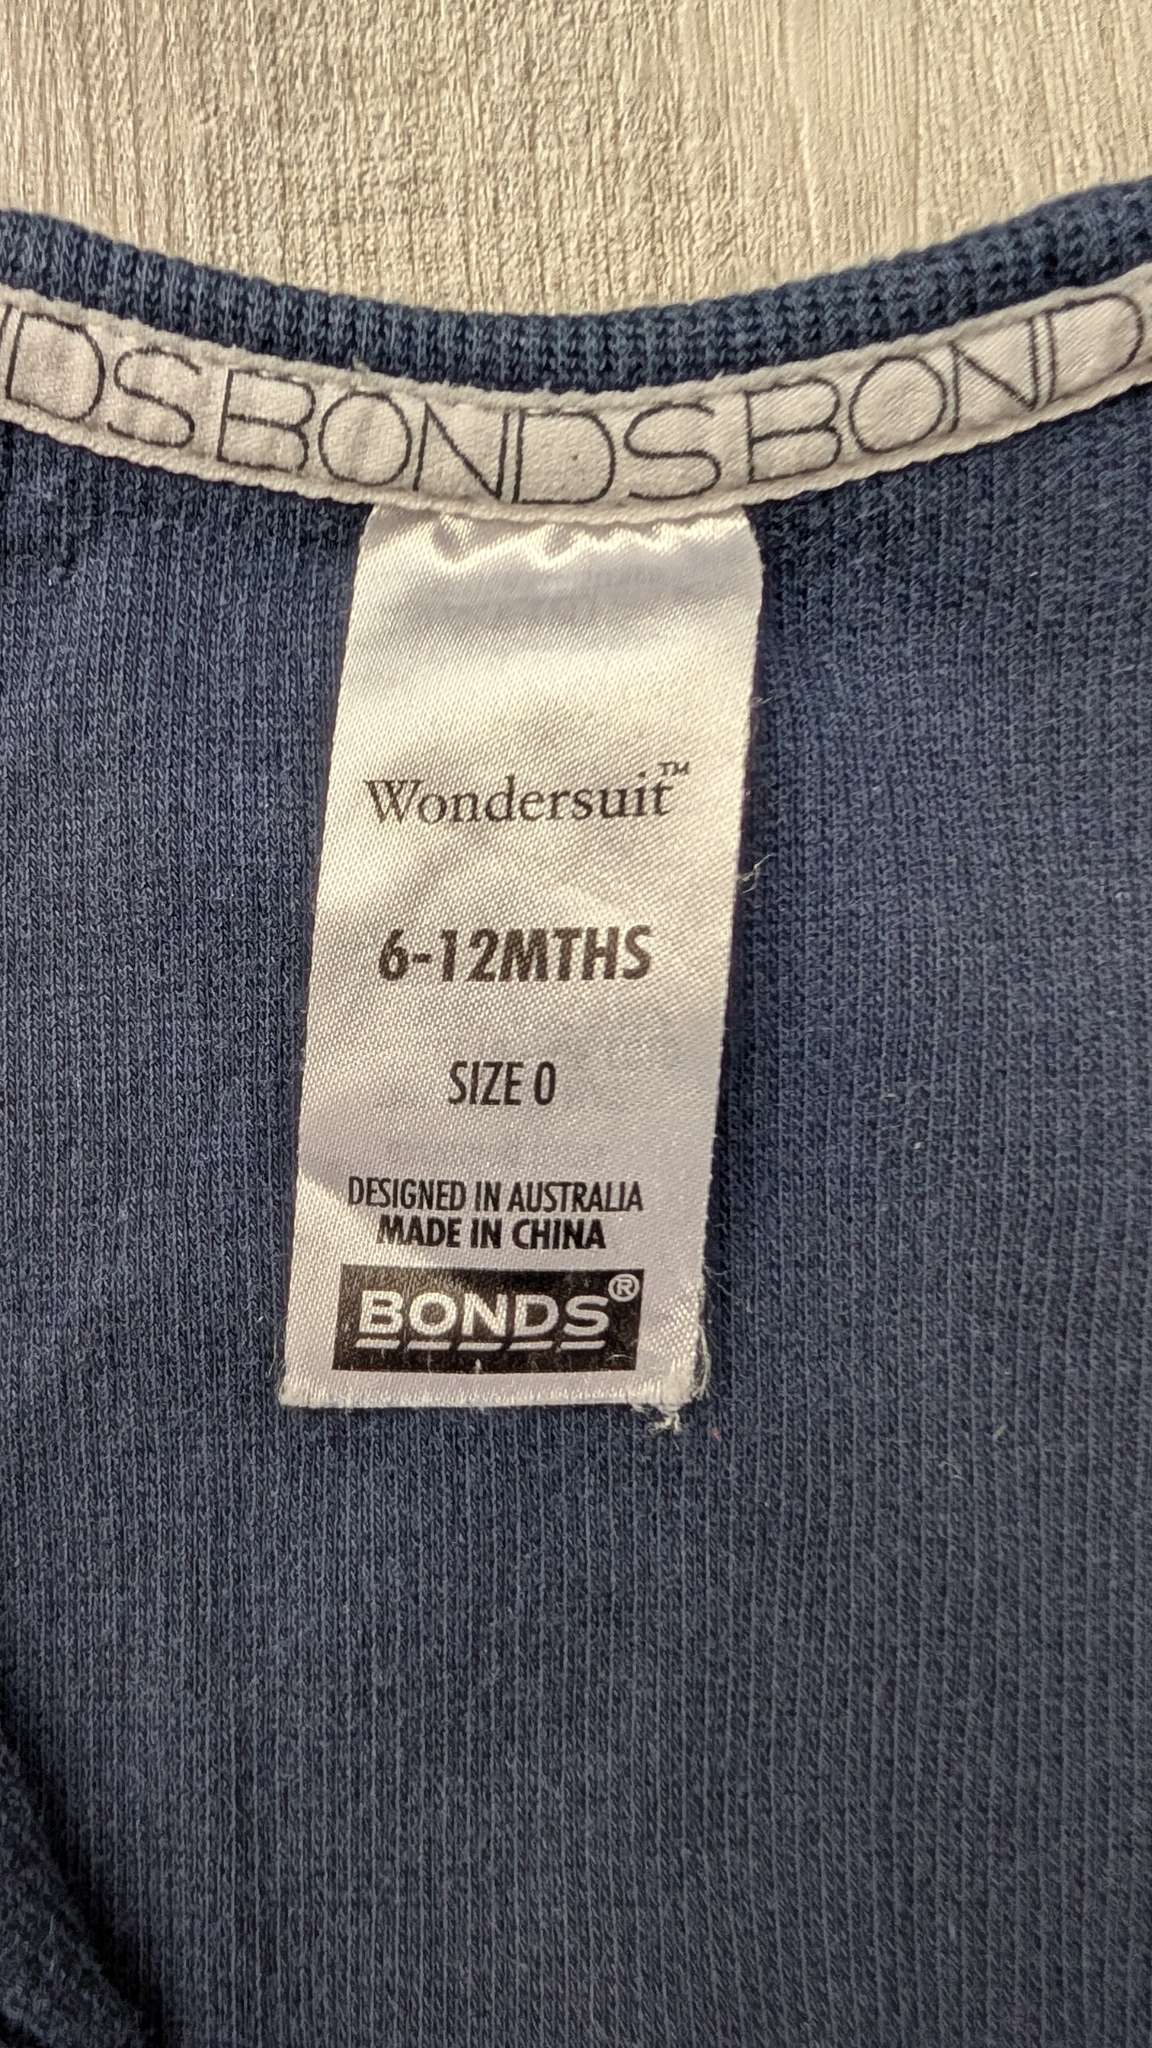 DSBONDSBOND
Wondersuit™
6-12MTHS
SIZE 0
DESIGNED IN AUSTRALIA
MADE IN CHINA
BONDS®